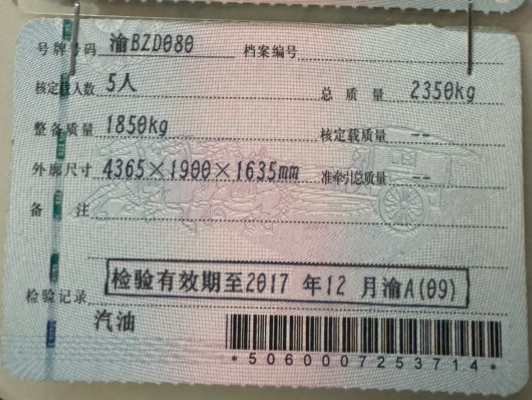 号牌号码 渝BZD080 档案编号
核定载人数 5人 总质量 2350kg
整备质量 1850kg 核定载质量 --
外廓尺寸 4365×1900×1635mm 准牵引总质量 --
备注
检验记录 检验有效期至2017 年12 月渝A(09)
汽油
*5060007253714*